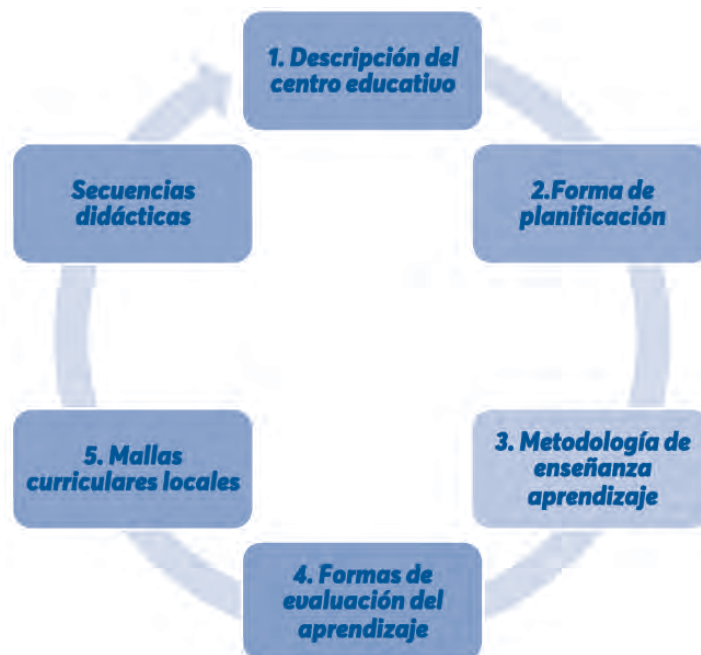 1. Descripción del
centro educativo
2.Forma de
planificación
3. Metodología de
enseñanza
aprendizaje
4. Formas de
evaluación del
aprendizaje
5. Mallas
curriculares locales
Secuencias
didácticas